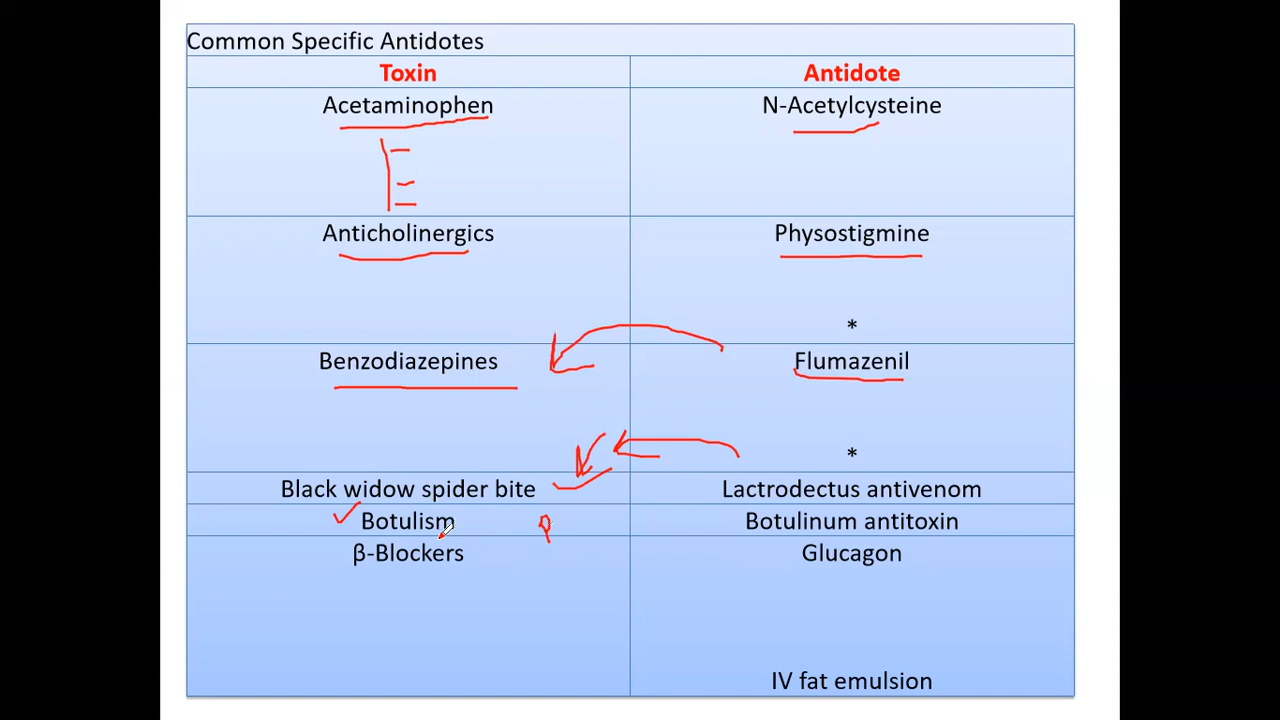 Common Specific Antidotes
Toxin Antidote
Acetaminophen N-Acetylcysteine
Anticholinergics Physostigmine
*
Benzodiazepines Flumazenil
*
Black widow spider bite Lactrodectus antivenom
Botulism Botulinum antitoxin
β-Blockers Glucagon
IV fat emulsion